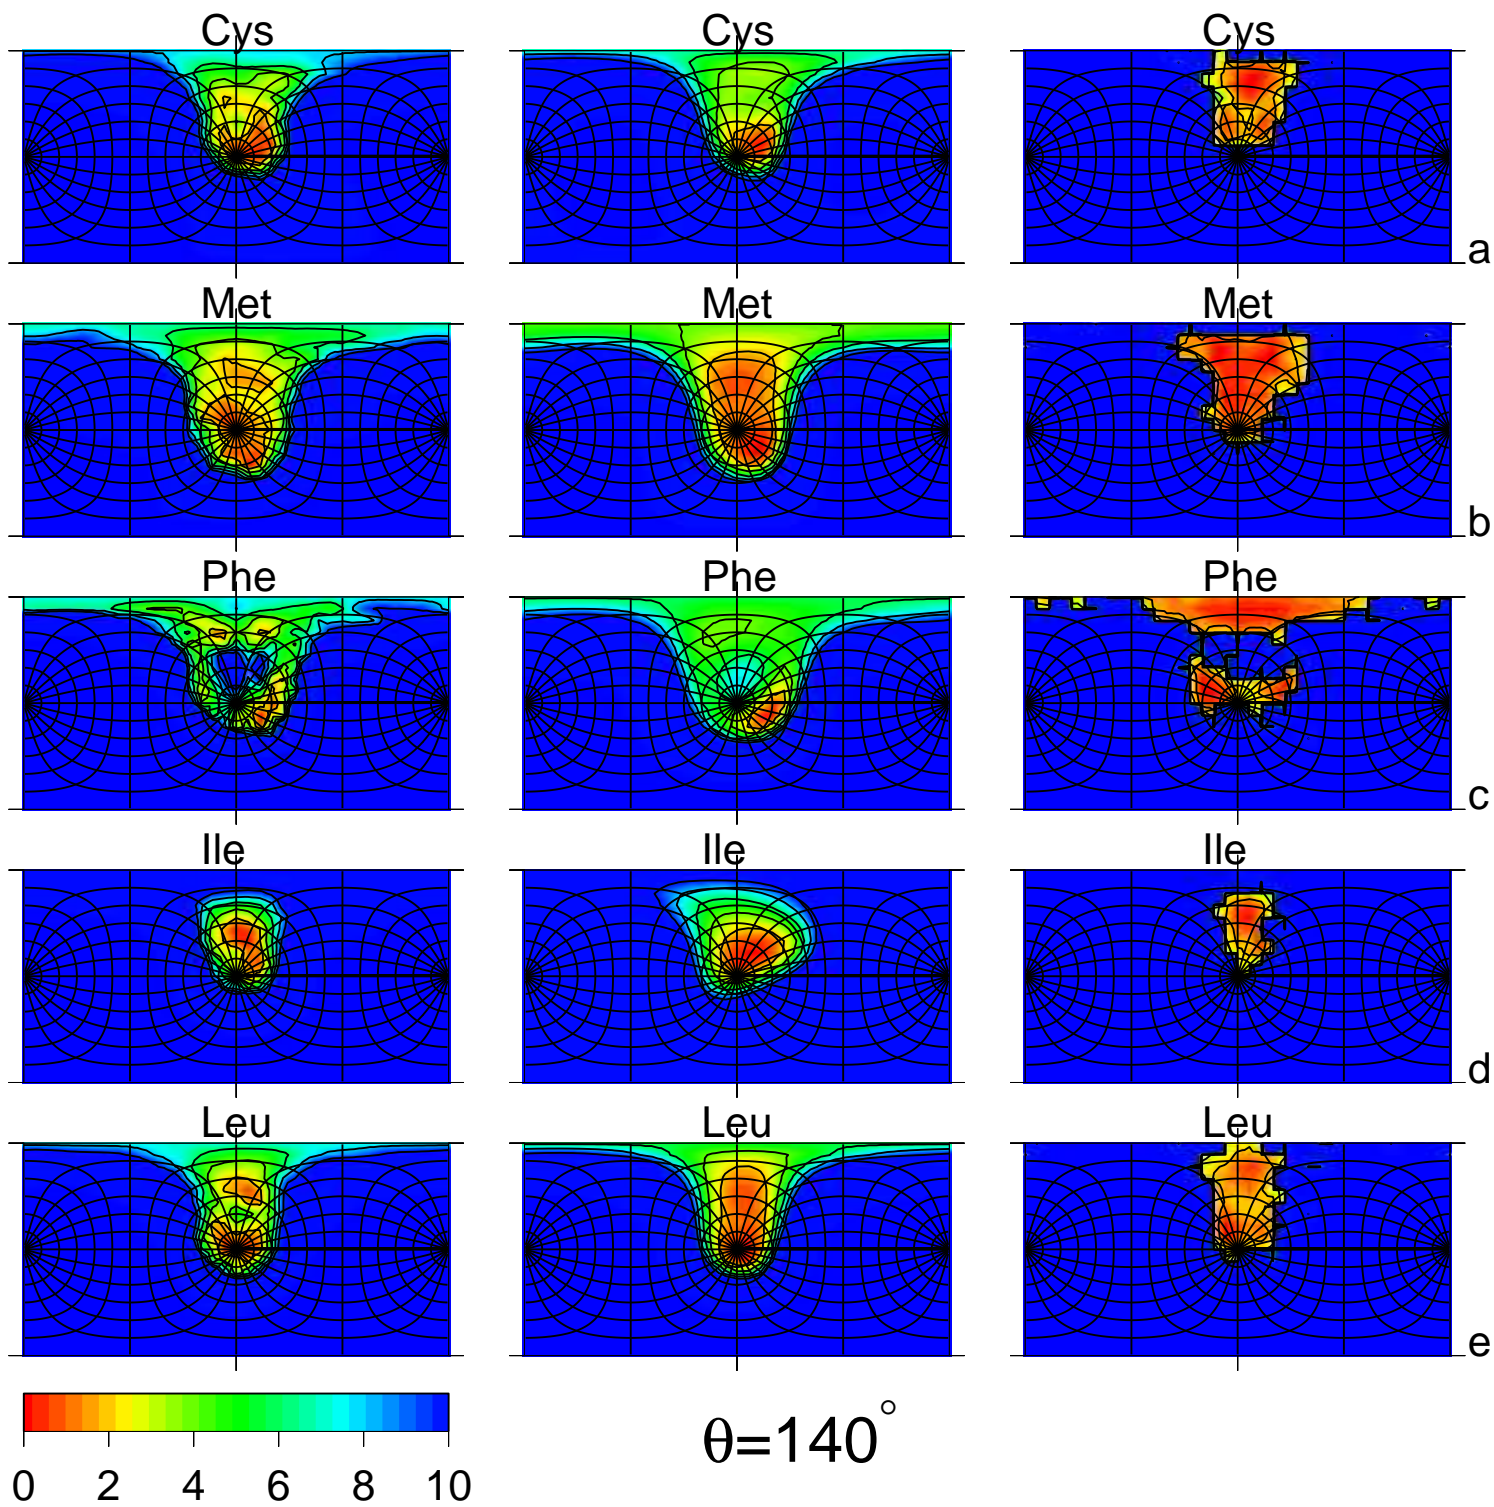 Cys Cys Cys
a
Met Met Met
b
Phe Phe Phe
c
Ile Ile Ile
d
Leu Leu Leu
e
0 2 4 6 8 10
θ=140°